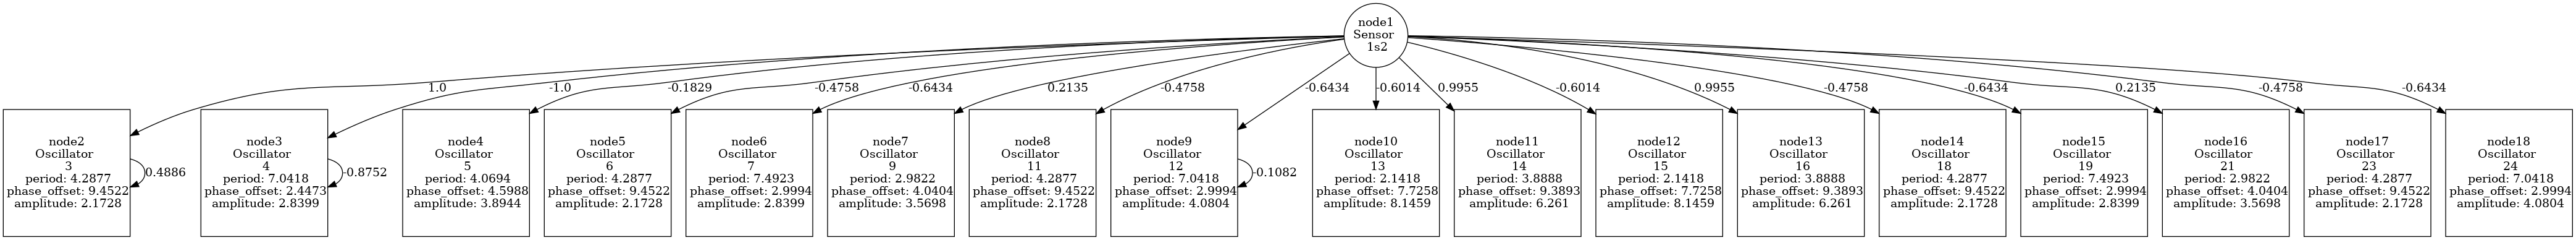 node1
Sensor
1s2
1.0
-1.0
-0.1829
-0.4758
-0.6434
0.2135
-0.4758
-0.6434
-0.6014
0.9955
-0.6014
0.9955
-0.4758
-0.6434
0.2135
-0.4758
-0.6434
node2
Oscillator
3
period: 4.2877
phase_offset: 9.4522
amplitude: 2.1728
0.4886
node3
Oscillator
4
period: 7.0418
phase_offset: 2.4473
amplitude: 2.8399
-0.8752
node4
Oscillator
5
period: 4.0694
phase_offset: 4.5988
amplitude: 3.8944
node5
Oscillator
6
period: 4.2877
phase_offset: 9.4522
amplitude: 2.1728
node6
Oscillator
7
period: 7.4923
phase_offset: 2.9994
amplitude: 2.8399
node7
Oscillator
9
period: 2.9822
phase_offset: 4.0404
amplitude: 3.5698
node8
Oscillator
11
period: 4.2877
phase_offset: 9.4522
amplitude: 2.1728
node9
Oscillator
12
period: 7.0418
phase_offset: 2.9994
amplitude: 4.0804
-0.1082
node10
Oscillator
13
period: 2.1418
phase_offset: 7.7258
amplitude: 8.1459
node11
Oscillator
14
period: 3.8888
phase_offset: 9.3893
amplitude: 6.261
node12
Oscillator
15
period: 2.1418
phase_offset: 7.7258
amplitude: 8.1459
node13
Oscillator
16
period: 3.8888
phase_offset: 9.3893
amplitude: 6.261
node14
Oscillator
18
period: 4.2877
phase_offset: 9.4522
amplitude: 2.1728
node15
Oscillator
19
period: 7.4923
phase_offset: 2.9994
amplitude: 2.8399
node16
Oscillator
21
period: 2.9822
phase_offset: 4.0404
amplitude: 3.5698
node17
Oscillator
23
period: 4.2877
phase_offset: 9.4522
amplitude: 2.1728
node18
Oscillator
24
period: 7.0418
phase_offset: 2.9994
amplitude: 4.0804